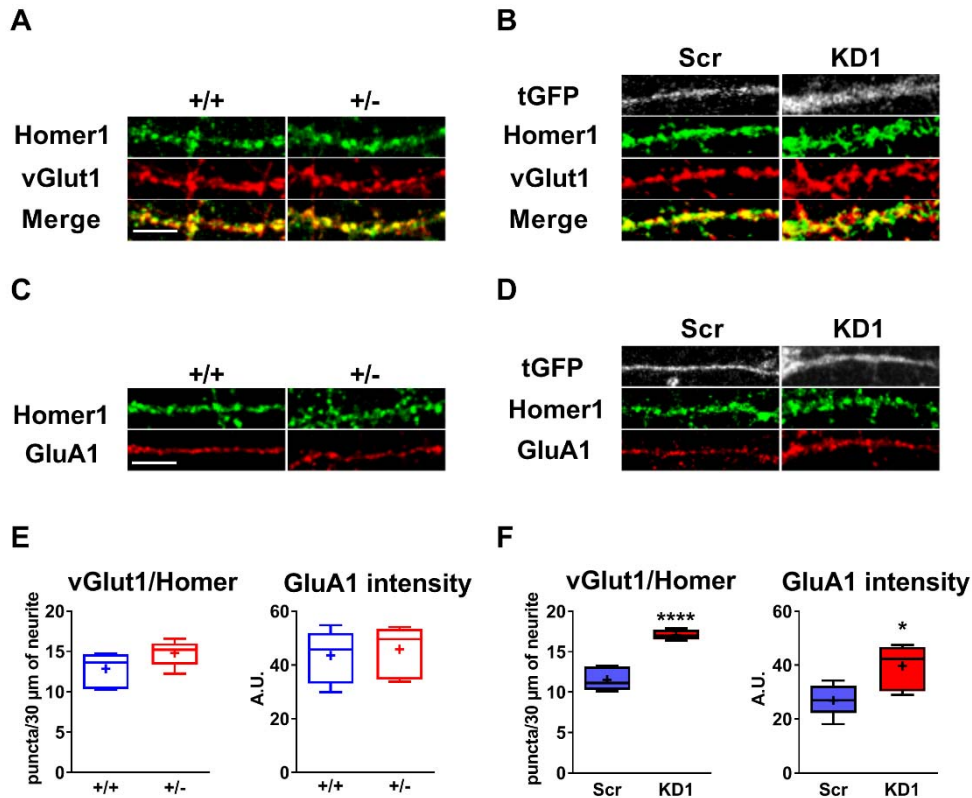 A
+/+ +/-
Homer1
vGlut1
Merge
B
Scr KD1
tGFP
Homer1
vGlut1
Merge
C
+/+ +/-
Homer1
GluA1
D
Scr KD1
tGFP
Homer1
GluA1
E
vGlut1/Homer
puncta/30 µm of neurite
20
15
10
5
0
+/+ +/-
GluA1 intensity
A.U.
60
40
20
0
+/+ +/-
F
vGlut1/Homer
puncta/30 µm of neurite
20
15
10
5
0
****
Scr KD1
GluA1 intensity
A.U.
60
40
20
0
*
Scr KD1